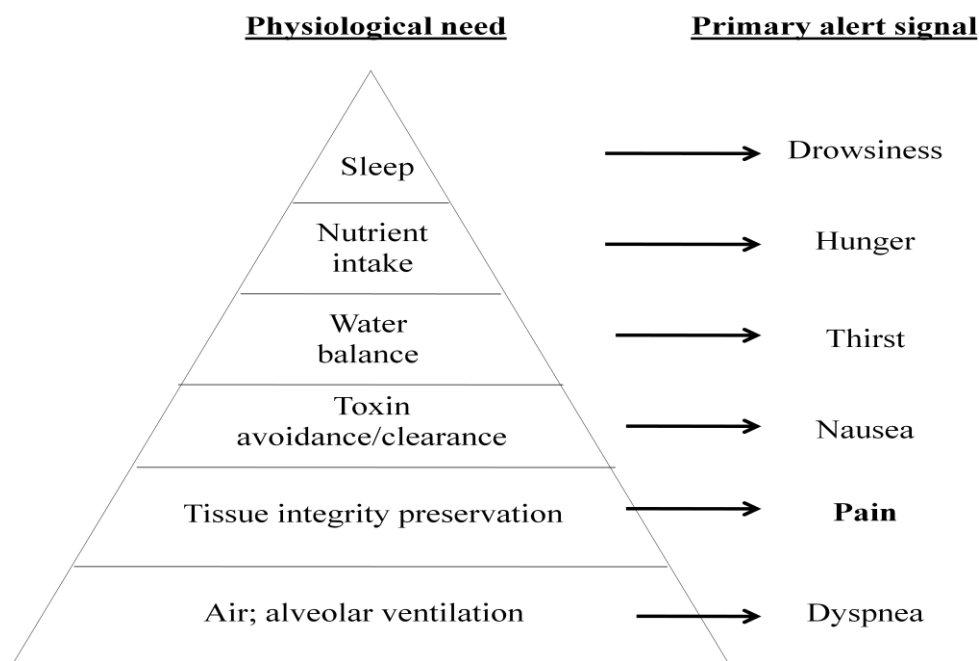 Physiological need
Primary alert signal
Sleep
Drowsiness
Nutrient
intake
Hunger
Water
balance
Thirst
Toxin
avoidance/clearance
Nausea
Tissue integrity preservation
Pain
Air; alveolar ventilation
Dyspnea